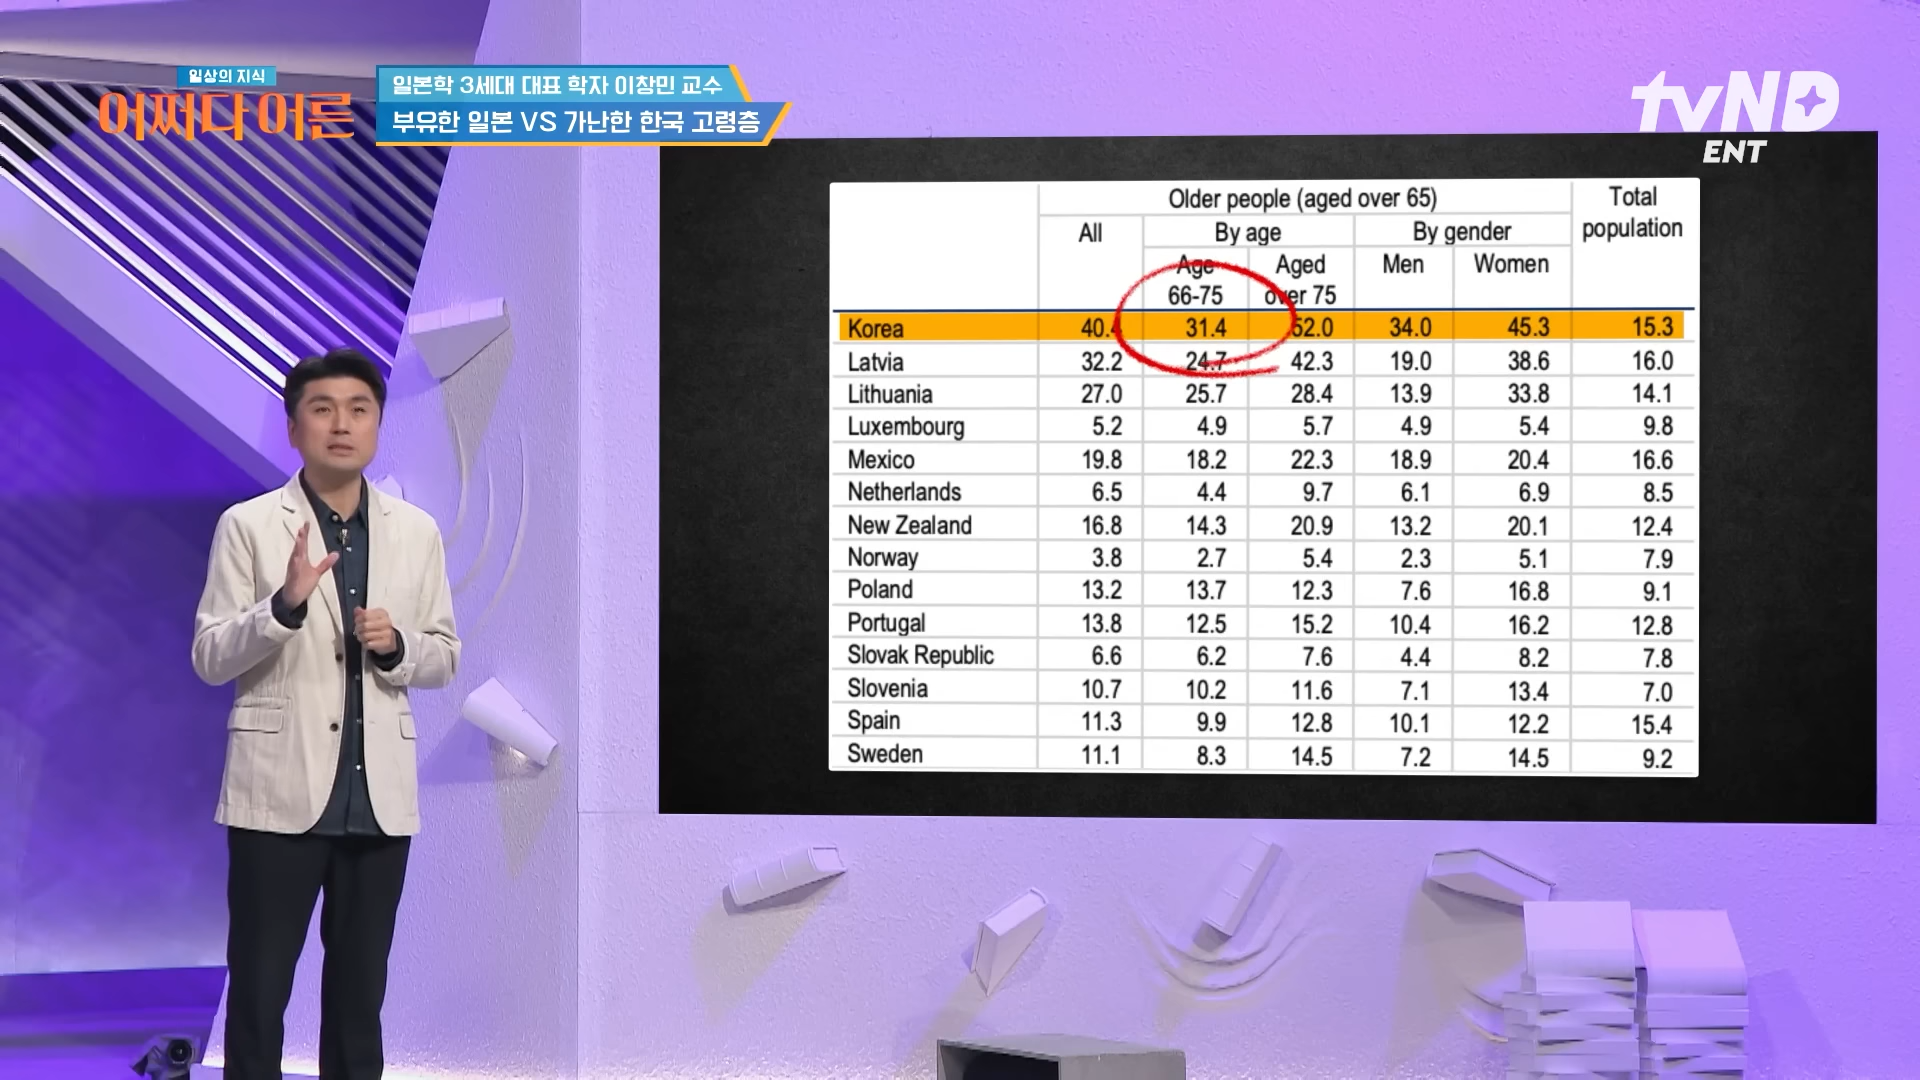 일상의 지식
어쩌다 어른
일본학 3세대 대표 학자 이창민 교수
부유한 일본 VS 가난한 한국 고령층
tvND
ENT
Older people (aged over 65) Total population
All By age By gender
Age 66-75 Aged over 75 Men Women
Korea 40.4 31.4 52.0 34.0 45.3 15.3
Latvia 32.2 24.7 42.3 19.0 38.6 16.0
Lithuania 27.0 25.7 28.4 13.9 33.8 14.1
Luxembourg 5.2 4.9 5.7 4.9 5.4 9.8
Mexico 19.8 18.2 22.3 18.9 20.4 16.6
Netherlands 6.5 4.4 9.7 6.1 6.9 8.5
New Zealand 16.8 14.3 20.9 13.2 20.1 12.4
Norway 3.8 2.7 5.4 2.3 5.1 7.9
Poland 13.2 13.7 12.3 7.6 16.8 9.1
Portugal 13.8 12.5 15.2 10.4 16.2 12.8
Slovak Republic 6.6 6.2 7.6 4.4 8.2 7.8
Slovenia 10.7 10.2 11.6 7.1 13.4 7.0
Spain 11.3 9.9 12.8 10.1 12.2 15.4
Sweden 11.1 8.3 14.5 7.2 14.5 9.2